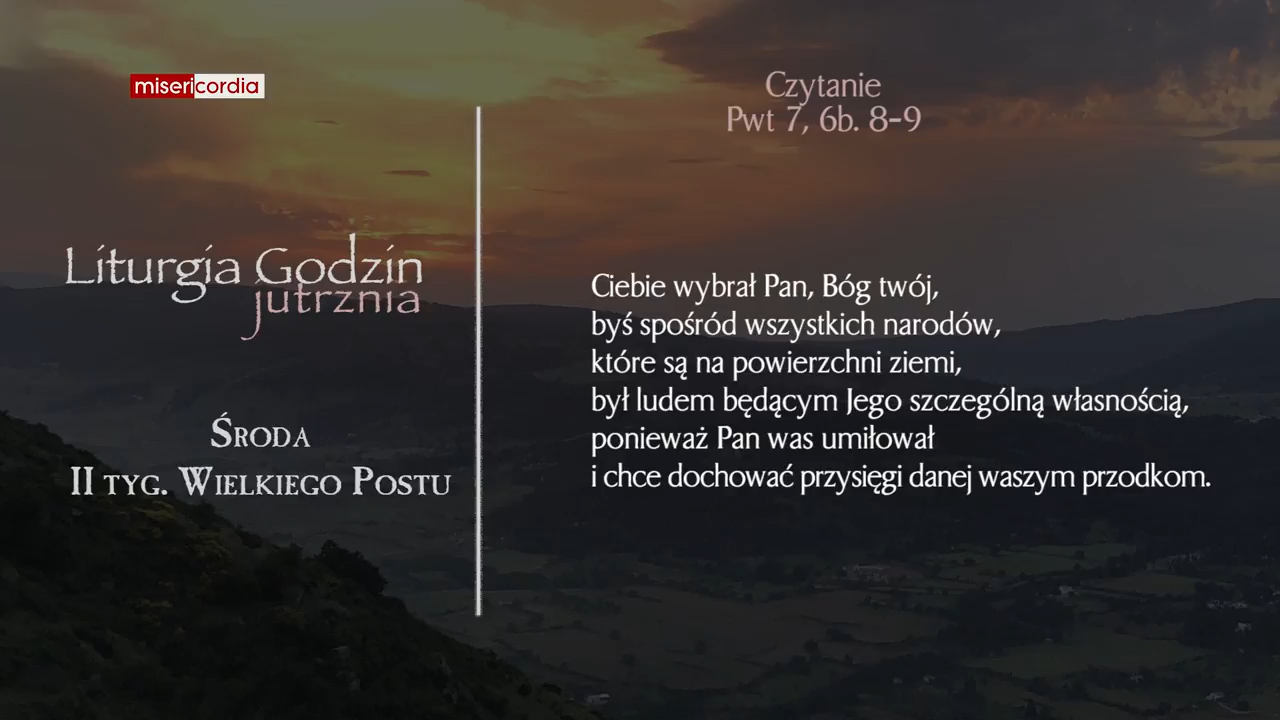 misericordia
Liturgia Godzin
jutrznia
Środa
II tyg. Wielkiego Postu
Czytanie
Pwt 7, 6b. 8-9
Ciebie wybrał Pan, Bóg twój,
byś spośród wszystkich narodów,
które są na powierzchni ziemi,
był ludem będącym Jego szczególną własnością,
ponieważ Pan was umiłował
i chce dochować przysięgi danej waszym przodkom.